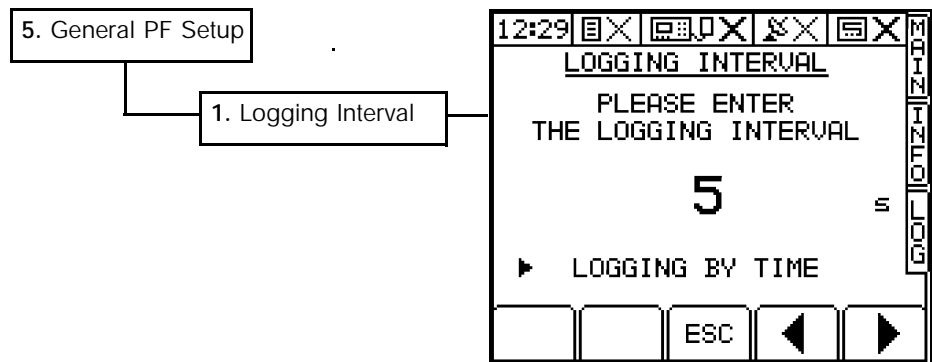 5. General PF Setup
1. Logging Interval
12:29
LOGGING INTERVAL
PLEASE ENTER
THE LOGGING INTERVAL
5 s
LOGGING BY TIME
ESC
MAIN
INFO
LOG